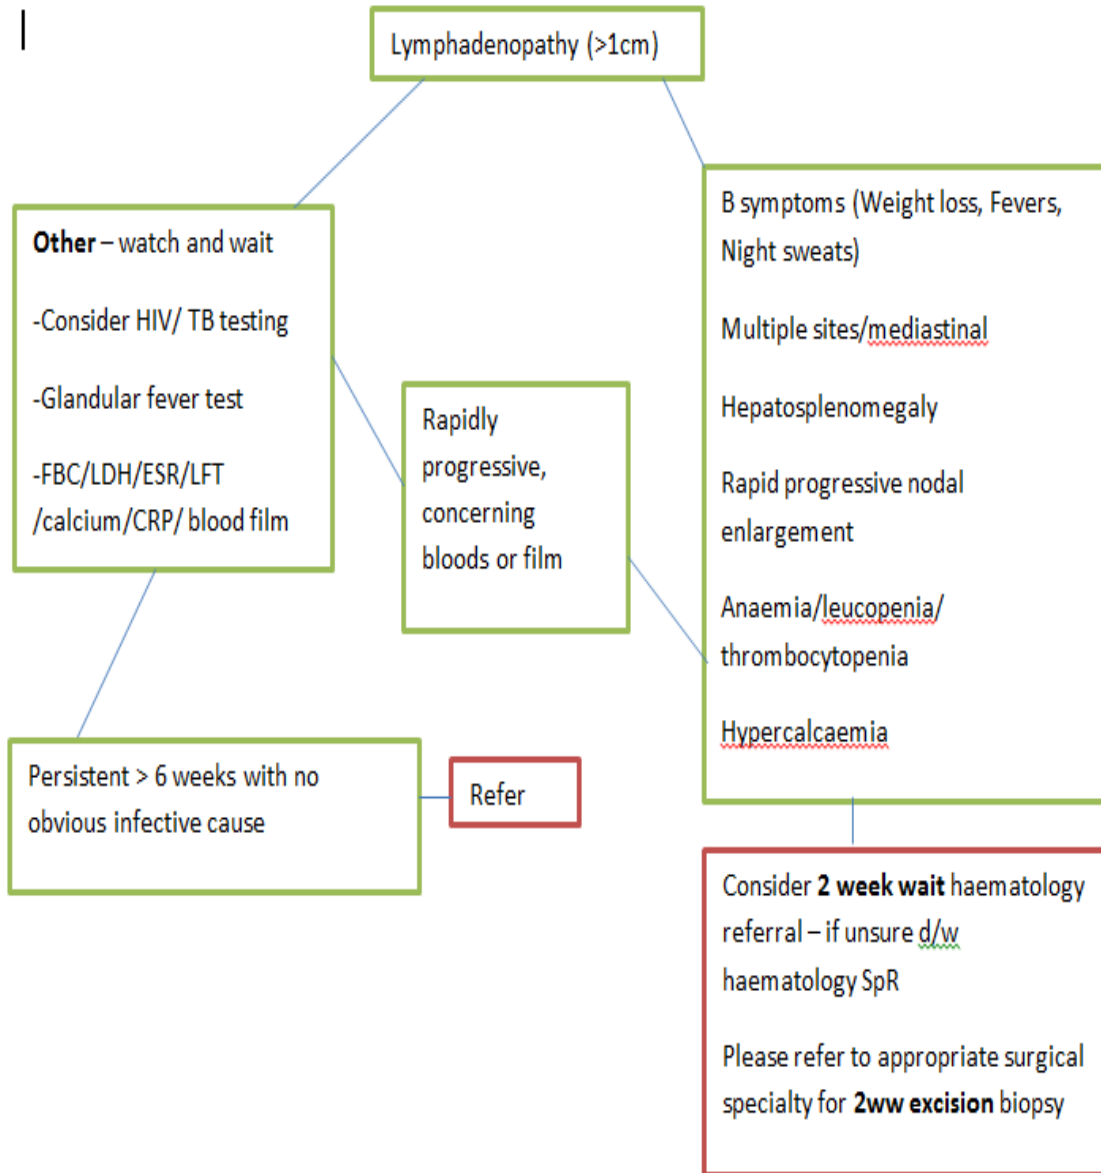 Lymphadenopathy (>1cm)
Other – watch and wait
-Consider HIV/ TB testing
-Glandular fever test
-FBC/LDH/ESR/LFT
/calcium/CRP/ blood film
Rapidly
progressive,
concerning
bloods or film
B symptoms (Weight loss, Fevers,
Night sweats)
Multiple sites/mediastinal
Hepatosplenomegaly
Rapid progressive nodal
enlargement
Anaemia/leucopenia/
thrombocytopenia
Hypercalcaemia
Persistent > 6 weeks with no
obvious infective cause
Refer
Consider 2 week wait haematology
referral – if unsure d/w
haematology SpR
Please refer to appropriate surgical
specialty for 2ww excision biopsy